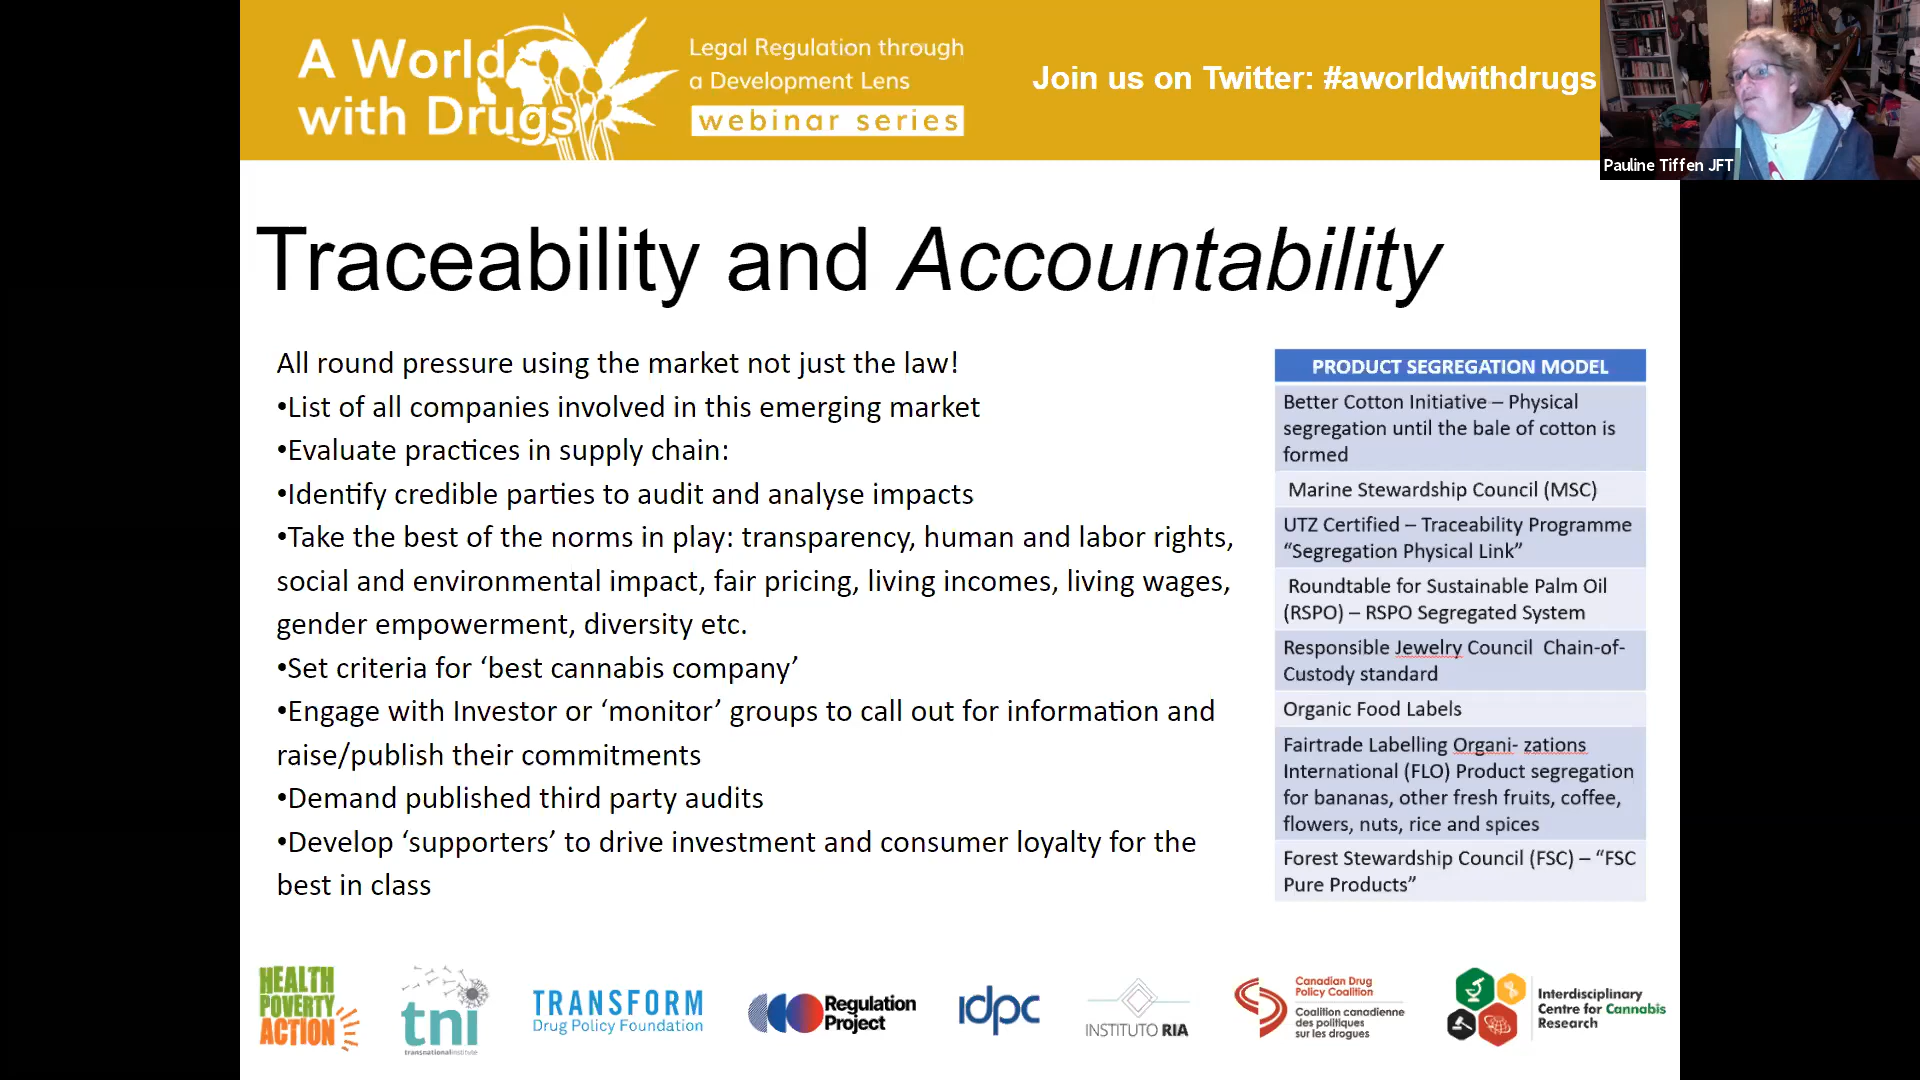 A World
with Drugs
Legal Regulation through
a Development Lens
webinar series
Join us on Twitter: #aworldwithdrugs
Pauline Tiffen JFT
Traceability and Accountability
All round pressure using the market not just the law!
•List of all companies involved in this emerging market
•Evaluate practices in supply chain:
•Identify credible parties to audit and analyse impacts
•Take the best of the norms in play: transparency, human and labor rights,
social and environmental impact, fair pricing, living incomes, living wages,
gender empowerment, diversity etc.
•Set criteria for ‘best cannabis company’
•Engage with Investor or ‘monitor’ groups to call out for information and
raise/publish their commitments
•Demand published third party audits
•Develop ‘supporters’ to drive investment and consumer loyalty for the
best in class
PRODUCT SEGREGATION MODEL
Better Cotton Initiative – Physical
segregation until the bale of cotton is
formed
Marine Stewardship Council (MSC)
UTZ Certified – Traceability Programme
“Segregation Physical Link”
Roundtable for Sustainable Palm Oil
(RSPO) – RSPO Segregated System
Responsible Jewelry Council Chain-of-
Custody standard
Organic Food Labels
Fairtrade Labelling Organi- zations
International (FLO) Product segregation
for bananas, other fresh fruits, coffee,
flowers, nuts, rice and spices
Forest Stewardship Council (FSC) – “FSC
Pure Products”
HEALTH
POVERTY
ACTION
tni
transnationalinstitute
TRANSFORM
Drug Policy Foundation
Regulation
Project
idpc
INSTITUTO RIA
Canadian Drug
Policy Coalition
Coalition canadienne
des politiques
sur les drogues
Interdisciplinary
Centre for Cannabis
Research